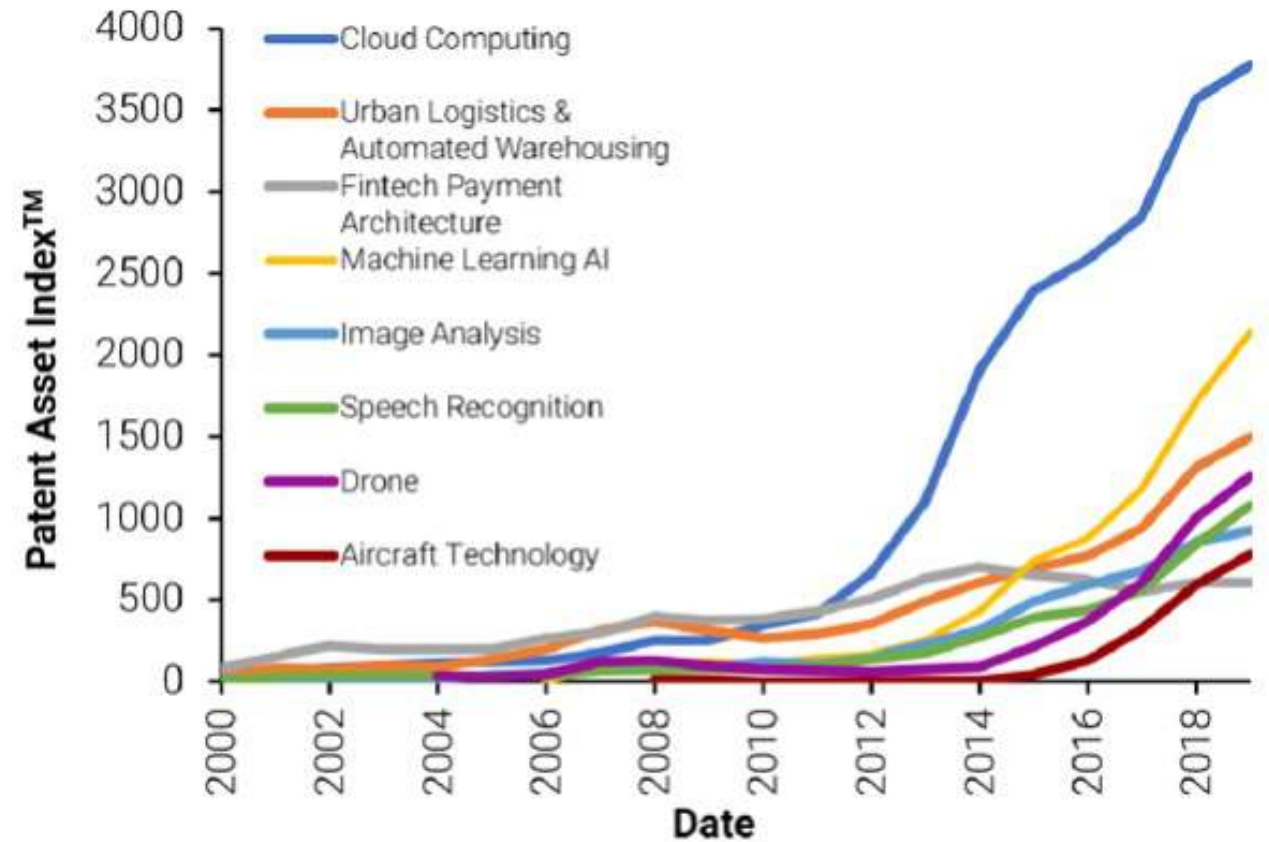 4000
3500
3000
2500
2000
1500
1000
500
0
Patent Asset Index™
Cloud Computing
Urban Logistics &
Automated Warehousing
Fintech Payment
Architecture
Machine Learning AI
Image Analysis
Speech Recognition
Drone
Aircraft Technology
2000
2002
2004
2006
2008
2010
2012
2014
2016
2018
Date